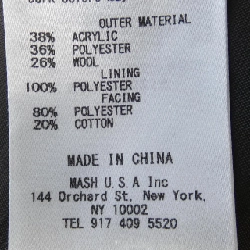 OUTER MATERIAL
38% ACRYLIC
36% POLYESTER
26% WOOL
LINING
100% POLYESTER
FACING
80% POLYESTER
20% COTTON
MADE IN CHINA
MASH U.S.A Inc
144 Orchard St, New York,
NY 10002
TEL 917 409 5520